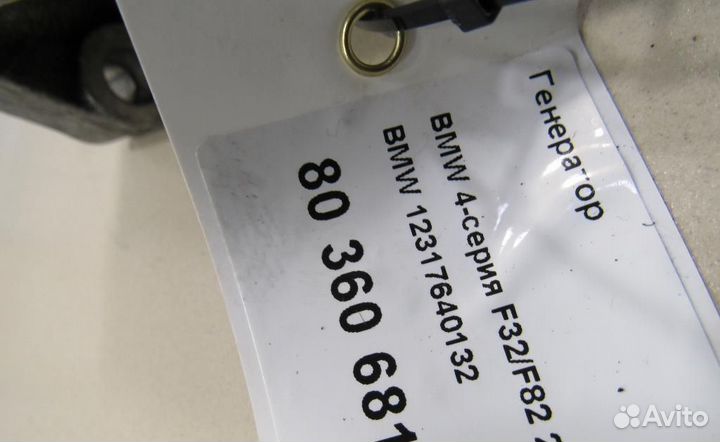 Генератор
BMW 4-серия F32/F82
BMW 12317640132
80 360 681
Avito